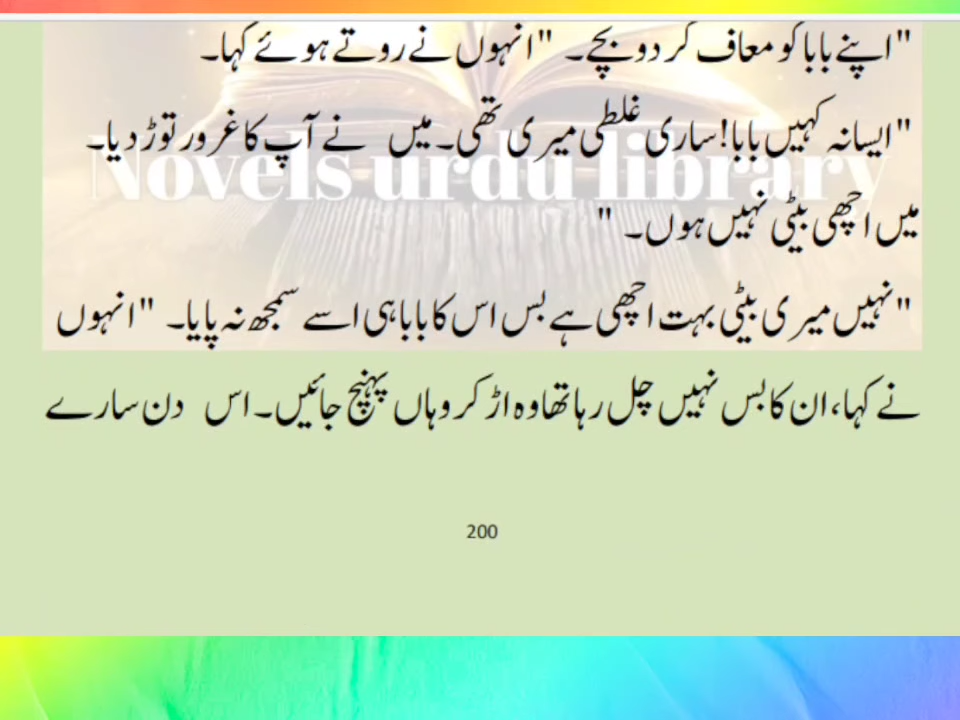 "اپنے بابا کو معاف کر دو بچے۔ "انہوں نے روتے ہوئے کہا۔
"ایسا نہ کہیں بابا! ساری غلطی میری تھی۔ میں نے آپ کا غرور توڑ دیا۔
Novels urdu library
میں اچھی بیٹی نہیں ہوں۔ "
"نہیں میری بیٹی بہت اچھی ہے بس اس کا بابا ہی اسے سمجھ نہ پایا۔ "انہوں
نے کہا، ان کا بس نہیں چل رہا تھا وہ اڑ کر وہاں پہنچ جائیں۔ اس دن سارے
200